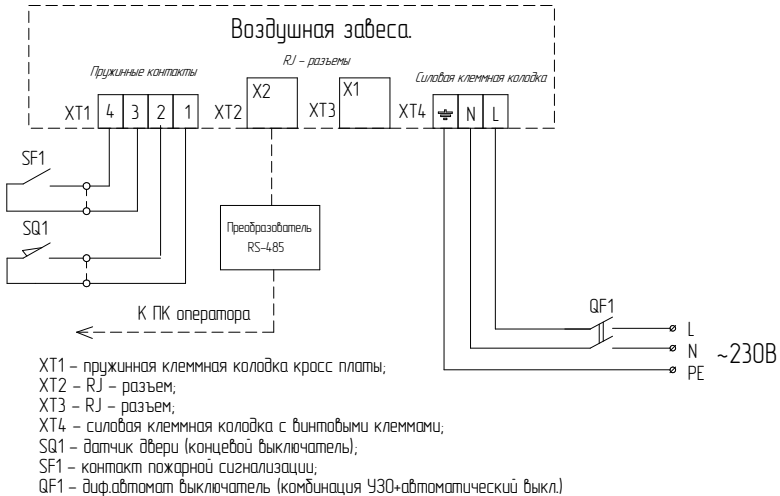 Воздушная завеса.
Пружинные контакты
RJ - разъемы
Силовая клеммная колодка
XT1 4 3 2 1 XT2 X2 XT3 X1 XT4 N L
SF1
SQ1
Преобразователь
RS-485
К ПК оператора
QF1
L
N
PE
~230В
XT1 – пружинная клеммная колодка кросс платы;
XT2 – RJ – разъем;
XT3 – RJ – разъем;
XT4 – силовая клеммная колодка с винтовыми клеммами;
SQ1 – датчик двери (концевой выключатель);
SF1 – контакт пожарной сигнализации;
QF1 – диф.автомат выключатель (комбинация УЗО+автоматический выкл.)